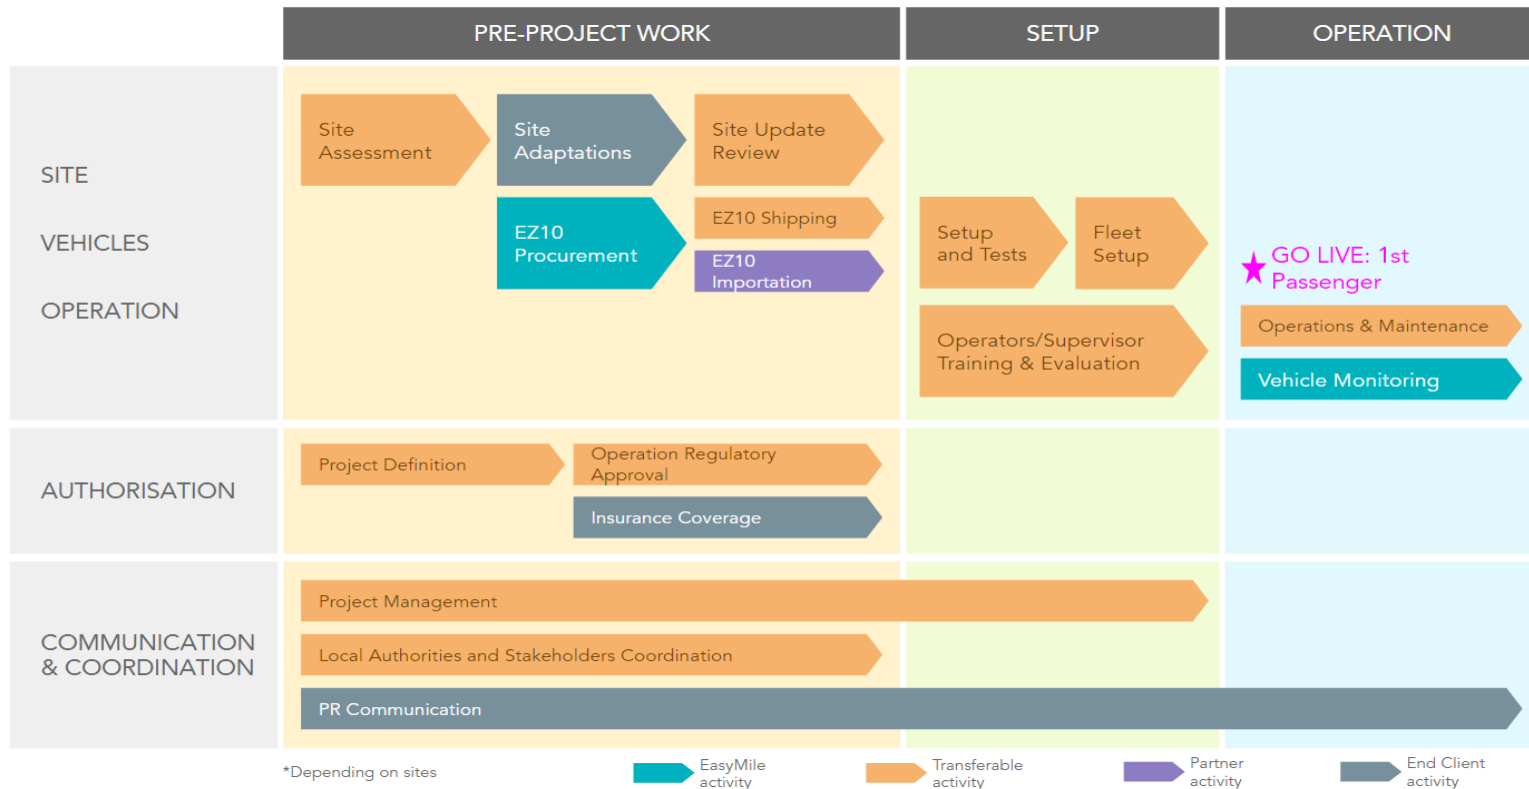 PRE-PROJECT WORK
SETUP
OPERATION
SITE
VEHICLES
OPERATION
Site
Assessment
Site
Adaptations
Site Update
Review
EZ10
Procurement
EZ10 Shipping
EZ10
Importation
Setup
and Tests
Fleet
Setup
Operators/Supervisor
Training & Evaluation
GO LIVE: 1st
Passenger
Operations & Maintenance
Vehicle Monitoring
AUTHORISATION
Project Definition
Operation Regulatory
Approval
Insurance Coverage
COMMUNICATION
& COORDINATION
Project Management
Local Authorities and Stakeholders Coordination
PR Communication
*Depending on sites
EasyMile
activity
Transferable
activity
Partner
activity
End Client
activity